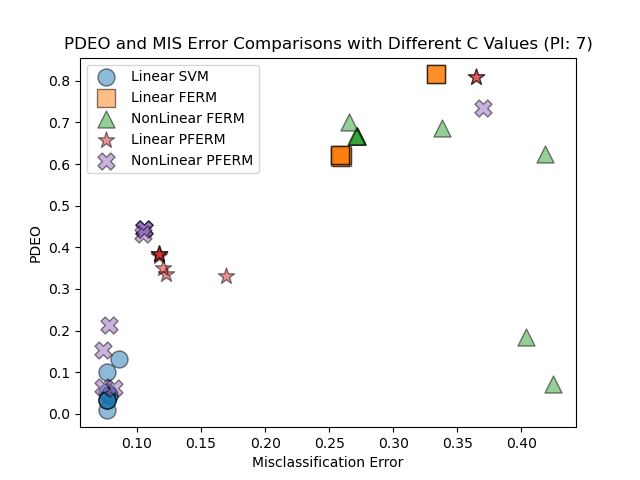 PDEO and MIS Error Comparisons with Different C Values (PI: 7)
Linear SVM
Linear FERM
NonLinear FERM
Linear PFERM
NonLinear PFERM
PDEO
0.8
0.7
0.6
0.5
0.4
0.3
0.2
0.1
0.0
0.10 0.15 0.20 0.25 0.30 0.35 0.40
Misclassification Error